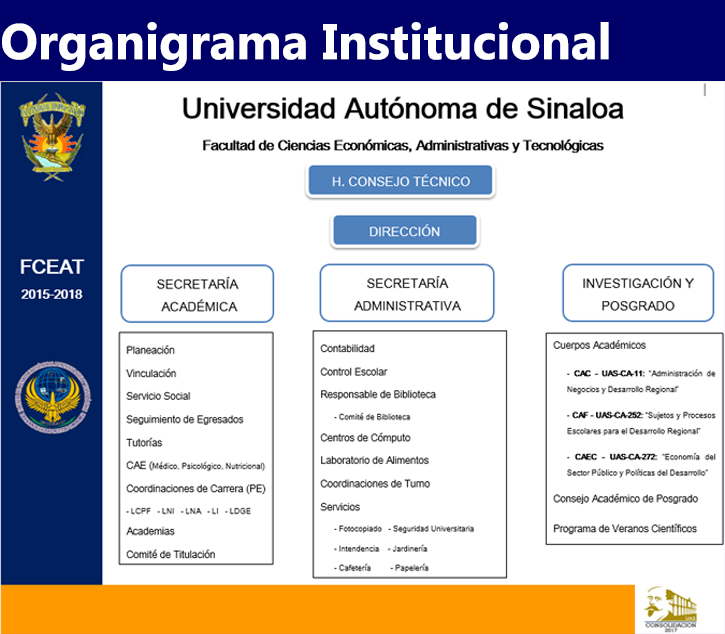 Organigrama Institucional
Universidad Autónoma de Sinaloa
Facultad de Ciencias Económicas, Administrativas y Tecnológicas
H. CONSEJO TÉCNICO
DIRECCIÓN
FCEAT
2015-2018
SECRETARÍA
ACADÉMICA
Planeación
Vinculación
Servicio Social
Seguimiento de Egresados
Tutorías
CAE (Médico, Psicológico, Nutricional)
Coordinaciones de Carrera (PE)
- LCPF - LNI - LNA - LI - LDGE
Academias
Comité de Titulación
SECRETARÍA
ADMINISTRATIVA
Contabilidad
Control Escolar
Responsable de Biblioteca
- Comité de Biblioteca
Centros de Cómputo
Laboratorio de Alimentos
Coordinaciones de Turno
Servicios
- Fotocopiado - Seguridad Universitaria
- Intendencia - Jardinería
- Cafetería - Papelería
INVESTIGACIÓN Y
POSGRADO
Cuerpos Académicos
- CAC - UAS-CA-11: "Administración de
Negocios y Desarrollo Regional"
- CAF - UAS-CA-252: "Sujetos y Procesos
Escolares para el Desarrollo Regional"
- CAEC - UAS-CA-272: "Economía del
Sector Público y Políticas del Desarrollo"
Consejo Académico de Posgrado
Programa de Veranos Científicos
CONSOLIDACIÓN
2017